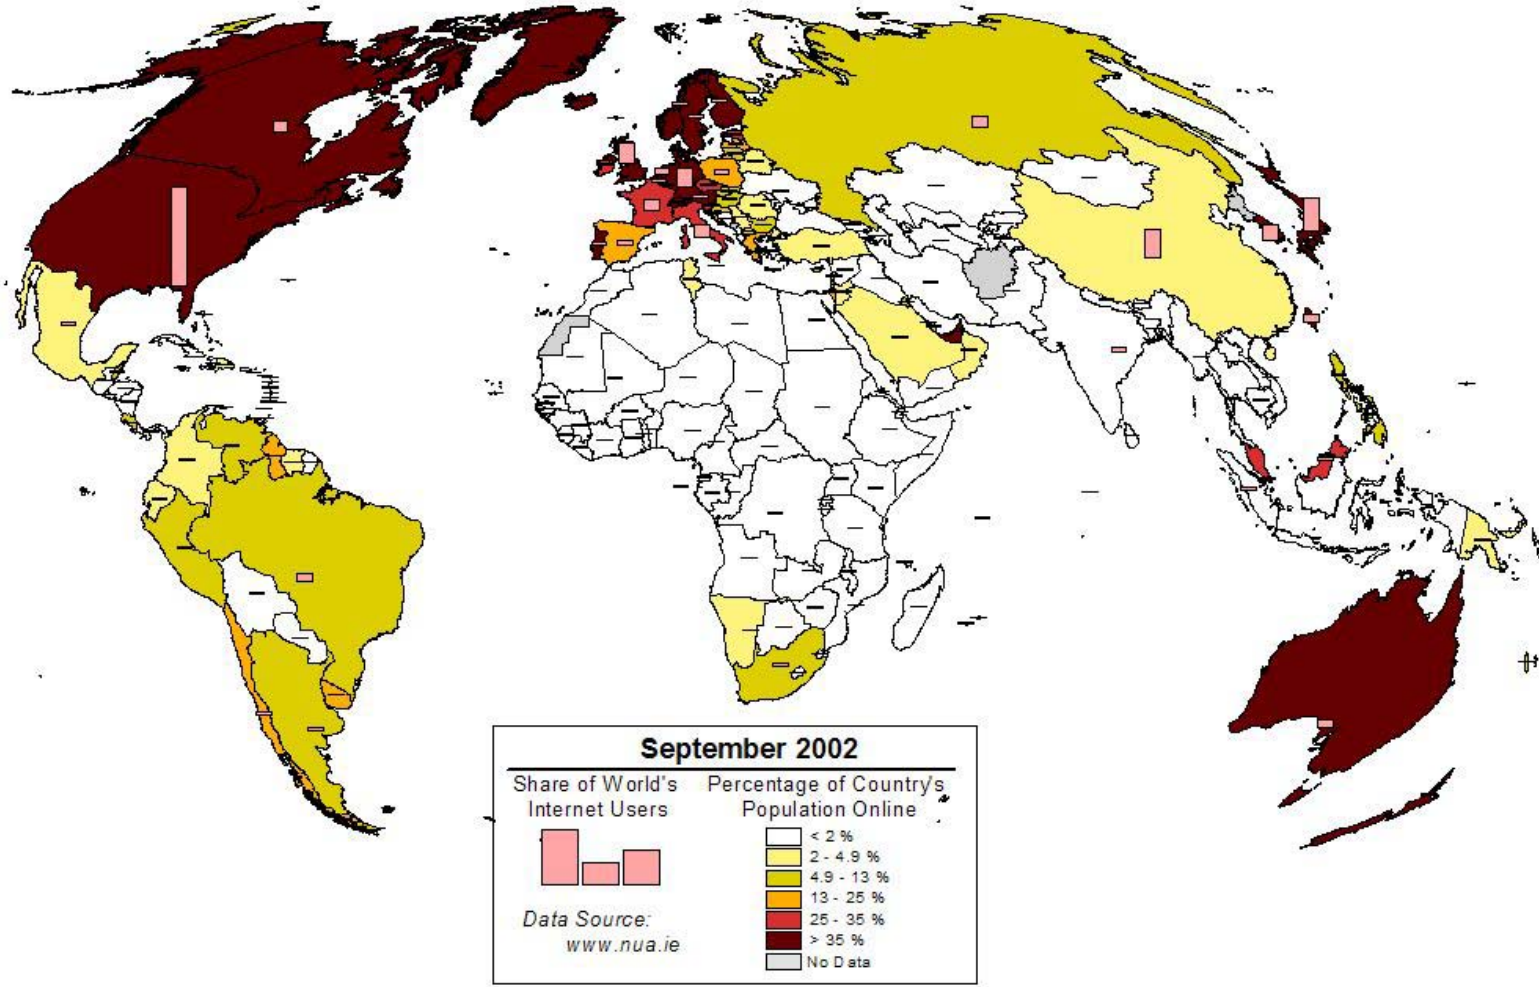 September 2002
Share of World's
Internet Users
Percentage of Country's
Population Online
< 2 %
2 - 4.9 %
4.9 - 13 %
13 - 25 %
25 - 35 %
> 35 %
No Data
Data Source:
www.nua.ie